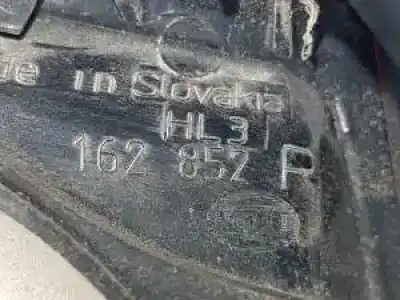 de in Slovakia
HL3
162 852 P